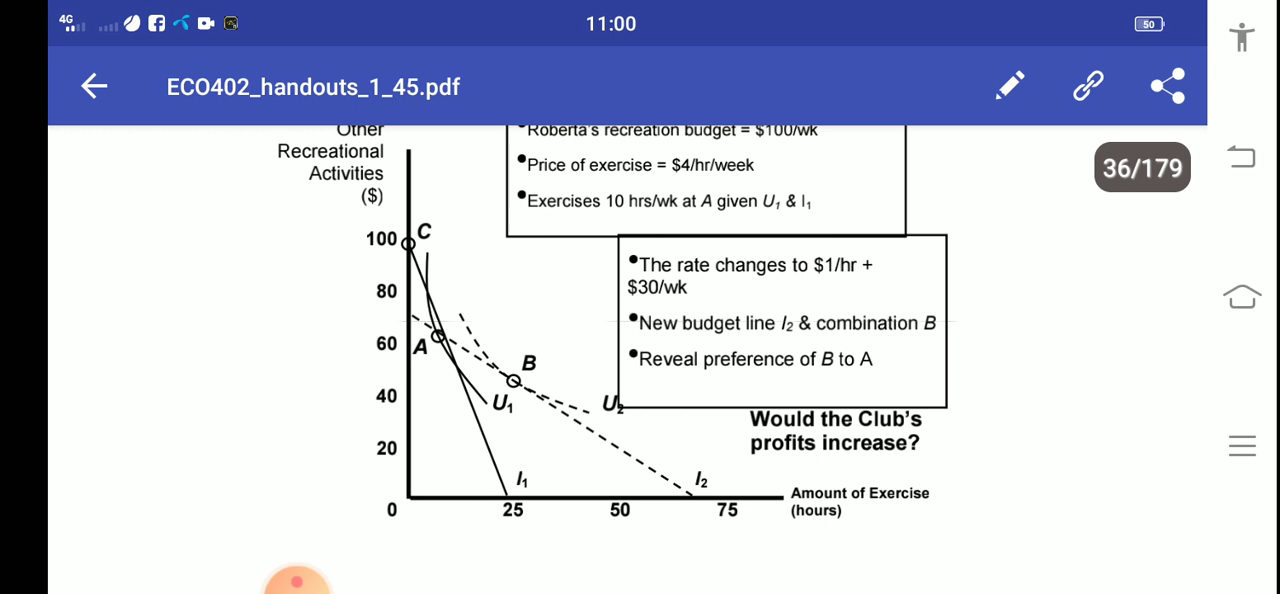 4G
11:00
50
ECO402_handouts_1_45.pdf
36/179
Other
Recreational
Activities
($)
•Roberta's recreation budget = $100/wk
•Price of exercise = $4/hr/week
•Exercises 10 hrs/wk at A given U₁ & I₁
•The rate changes to $1/hr +
$30/wk
•New budget line I₂ & combination B
•Reveal preference of B to A
Would the Club's
profits increase?
100
C
80
60
A
B
40
U₁
U₂
20
I₁
I₂
0
25
50
75
Amount of Exercise
(hours)